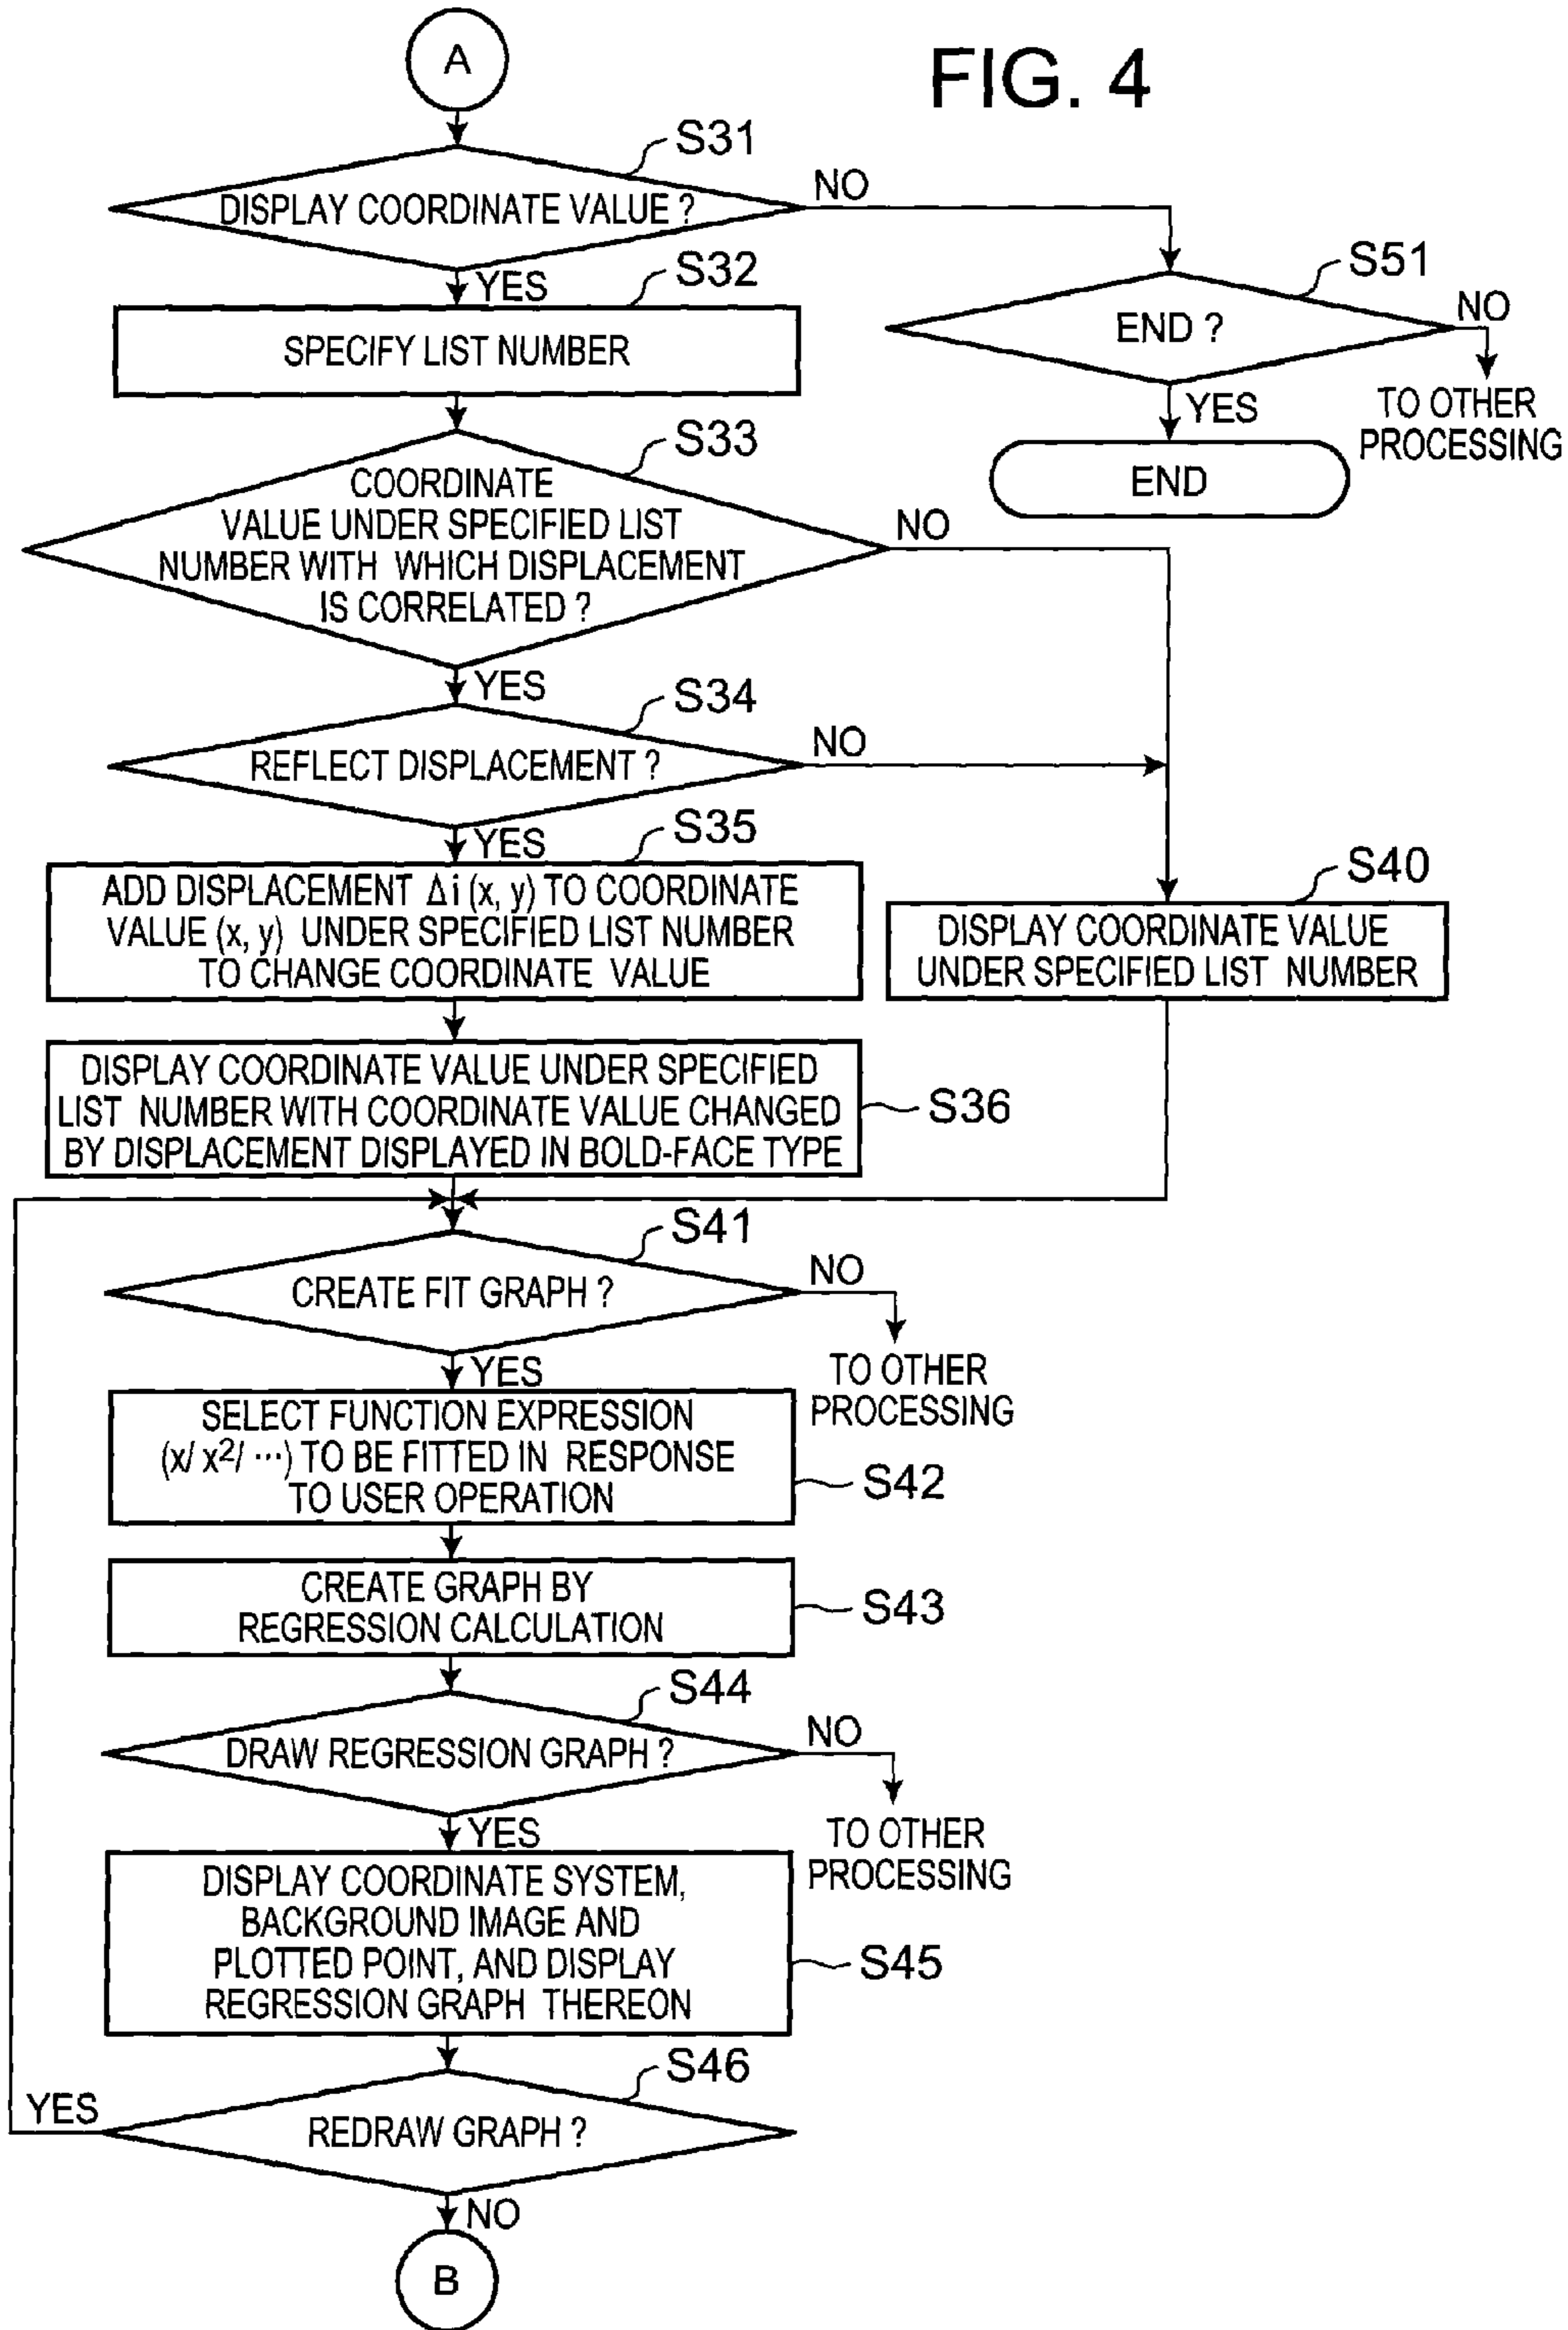 FIG. 4
A
S31
DISPLAY COORDINATE VALUE ?
NO
YES
S32
SPECIFY LIST NUMBER
S51
END ?
NO
TO OTHER
PROCESSING
YES
END
S33
COORDINATE
VALUE UNDER SPECIFIED LIST
NUMBER WITH WHICH DISPLACEMENT
IS CORRELATED ?
NO
YES
S34
REFLECT DISPLACEMENT ?
NO
YES
S35
ADD DISPLACEMENT Δi (x, y) TO COORDINATE
VALUE (x, y) UNDER SPECIFIED LIST NUMBER
TO CHANGE COORDINATE VALUE
S40
DISPLAY COORDINATE VALUE
UNDER SPECIFIED LIST NUMBER
DISPLAY COORDINATE VALUE UNDER SPECIFIED
LIST NUMBER WITH COORDINATE VALUE CHANGED
BY DISPLACEMENT DISPLAYED IN BOLD-FACE TYPE
S36
S41
CREATE FIT GRAPH ?
NO
TO OTHER
PROCESSING
YES
SELECT FUNCTION EXPRESSION
(x/ x²/ ···) TO BE FITTED IN RESPONSE
TO USER OPERATION
S42
CREATE GRAPH BY
REGRESSION CALCULATION
S43
S44
DRAW REGRESSION GRAPH ?
NO
TO OTHER
PROCESSING
YES
DISPLAY COORDINATE SYSTEM,
BACKGROUND IMAGE AND
PLOTTED POINT, AND DISPLAY
REGRESSION GRAPH THEREON
S45
S46
YES
REDRAW GRAPH ?
NO
B